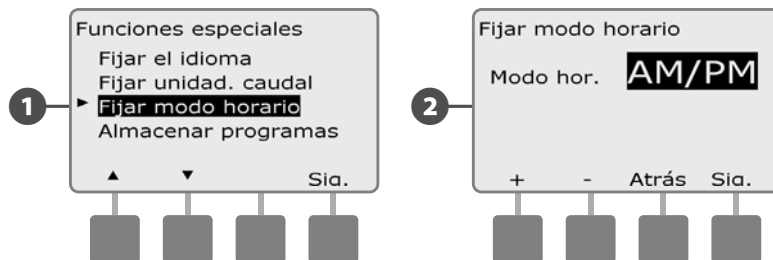 1
Funciones especiales
Fijar el idioma
Fijar unidad. caudal
► Fijar modo horario
Almacenar programas
▲ ▼ Sig.
2
Fijar modo horario
Modo hor. AM/PM
+ - Atrás Sig.